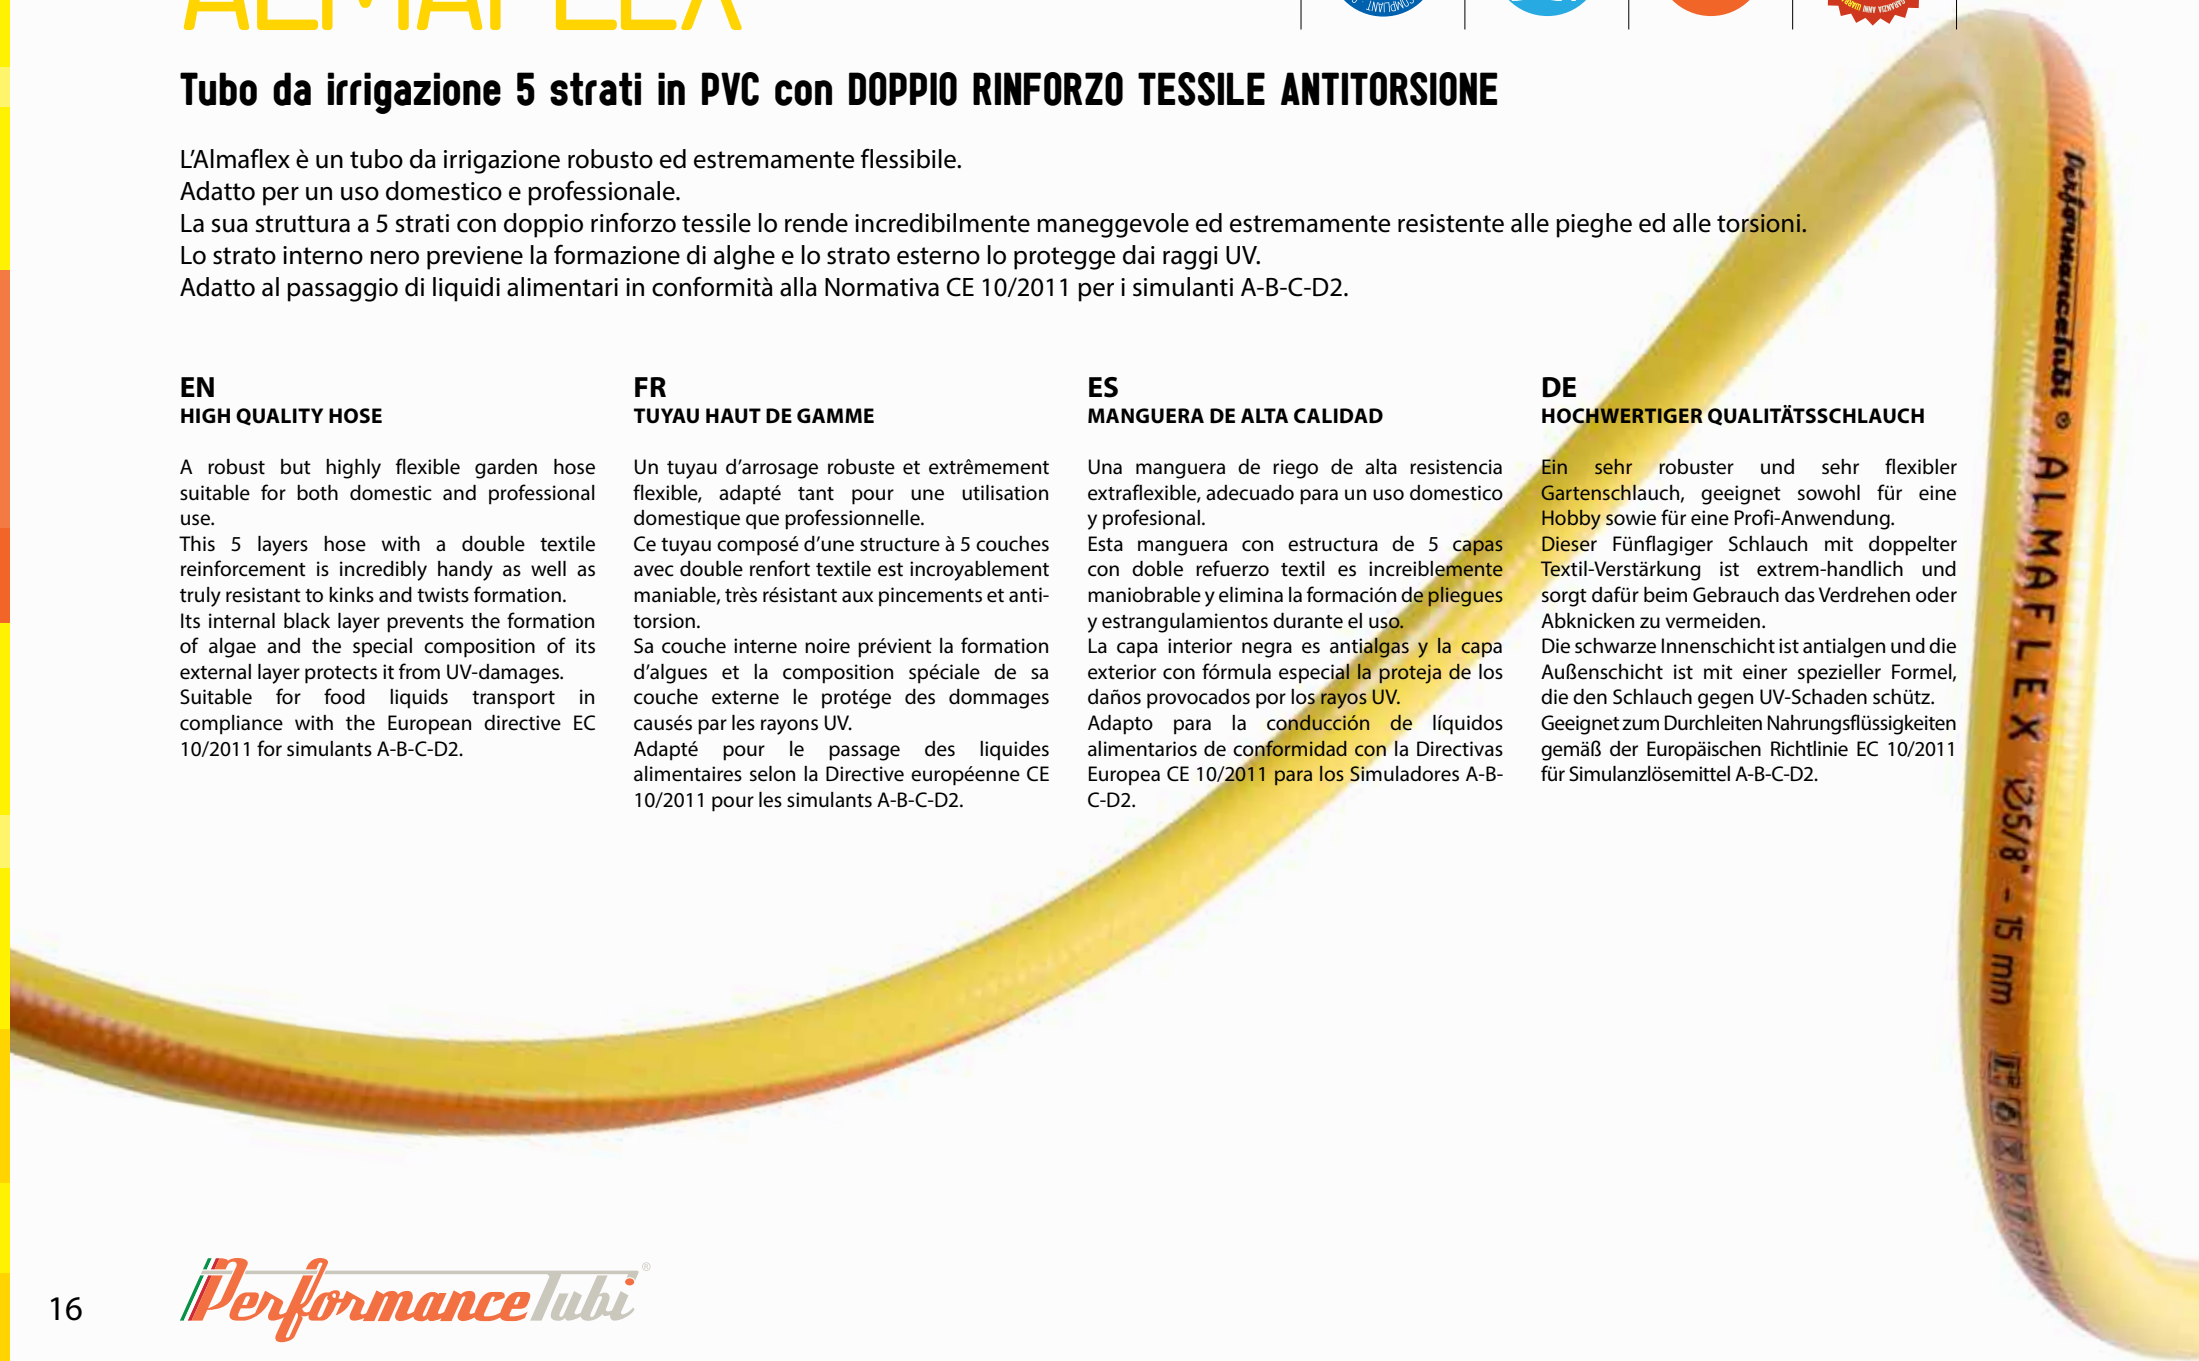 ALMAFLEX
COMPLIANT
GARANZIA ANNI
Tubo da irrigazione 5 strati in PVC con DOPPIO RINFORZO TESSILE ANTITORSIONE
L'Almaflex è un tubo da irrigazione robusto ed estremamente flessibile.
Adatto per un uso domestico e professionale.
La sua struttura a 5 strati con doppio rinforzo tessile lo rende incredibilmente maneggevole ed estremamente resistente alle pieghe ed alle torsioni.
Lo strato interno nero previene la formazione di alghe e lo strato esterno lo protegge dai raggi UV.
Adatto al passaggio di liquidi alimentari in conformità alla Normativa CE 10/2011 per i simulanti A-B-C-D2.
EN
HIGH QUALITY HOSE
A robust but highly flexible garden hose
suitable for both domestic and professional
use.
This 5 layers hose with a double textile
reinforcement is incredibly handy as well as
truly resistant to kinks and twists formation.
Its internal black layer prevents the formation
of algae and the special composition of its
external layer protects it from UV-damages.
Suitable for food liquids transport in
compliance with the European directive EC
10/2011 for simulants A-B-C-D2.
FR
TUYAU HAUT DE GAMME
Un tuyau d'arrosage robuste et extrêmement
flexible, adapté tant pour une utilisation
domestique que professionnelle.
Ce tuyau composé d'une structure à 5 couches
avec double renfort textile est incroyablement
maniable, très résistant aux pincements et anti-
torsion.
Sa couche interne noire prévient la formation
d'algues et la composition spéciale de sa
couche externe le protége des dommages
causés par les rayons UV.
Adapté pour le passage des liquides
alimentaires selon la Directive européenne CE
10/2011 pour les simulants A-B-C-D2.
ES
MANGUERA DE ALTA CALIDAD
Una manguera de riego de alta resistencia
extraflexible, adecuado para un uso domestico
y profesional.
Esta manguera con estructura de 5 capas
con doble refuerzo textil es increiblemente
maniobrable y elimina la formación de pliegues
y estrangulamientos durante el uso.
La capa interior negra es antialgas y la capa
exterior con fórmula especial la proteja de los
daños provocados por los rayos UV.
Adapto para la conducción de líquidos
alimentarios de conformidad con la Directivas
Europea CE 10/2011 para los Simuladores A-B-
C-D2.
DE
HOCHWERTIGER QUALITÄTSSCHLAUCH
Ein sehr robuster und sehr flexibler
Gartenschlauch, geeignet sowohl für eine
Hobby sowie für eine Profi-Anwendung.
Dieser Fünflagiger Schlauch mit doppelter
Textil-Verstärkung ist extrem-handlich und
sorgt dafür beim Gebrauch das Verdrehen oder
Abknicken zu vermeiden.
Die schwarze Innenschicht ist antialgen und die
Außenschicht ist mit einer spezieller Formel,
die den Schlauch gegen UV-Schaden schütz.
Geeignet zum Durchleiten Nahrungsflüssigkeiten
gemäß der Europäischen Richtlinie EC 10/2011
für Simulanzlösemittel A-B-C-D2.
Performancetubi ® ALMAFLEX Ø5/8" - 15 mm
16
PerformanceTubi®